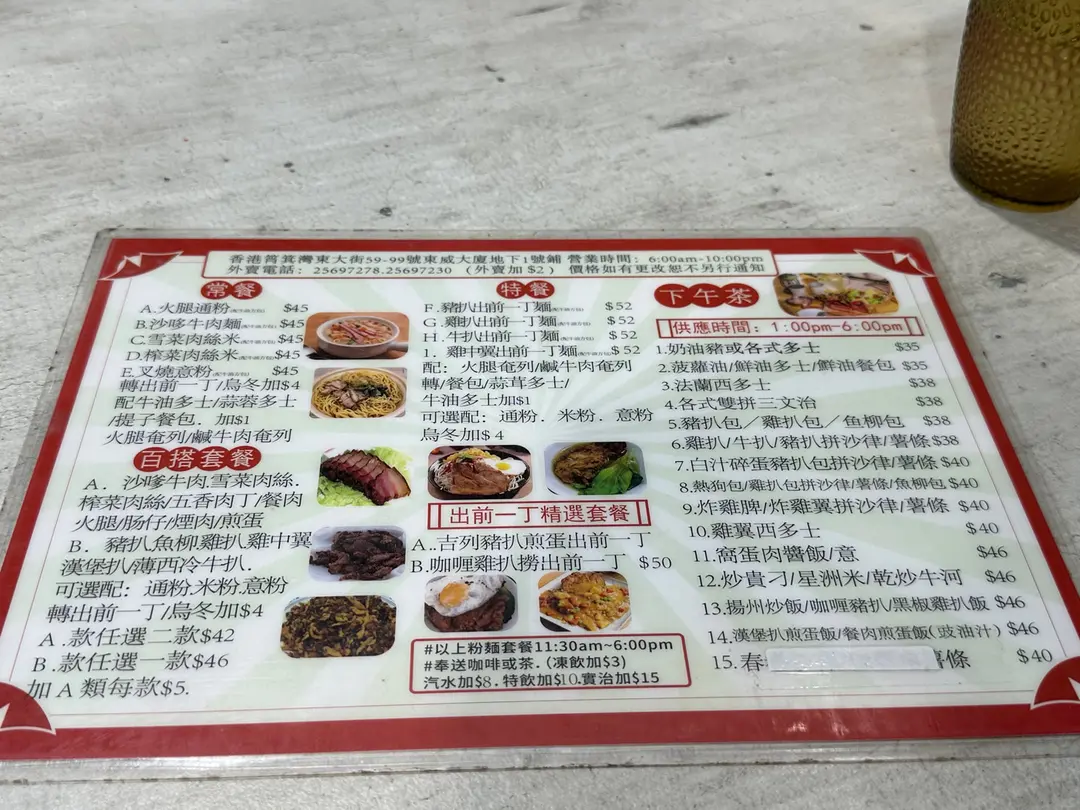 香港筲箕灣東大街59-99號東威大廈地下1號鋪 營業時間：6:00am-10:00pm
外賣電話：25697278.25697230（外賣加$2） 價格如有更改恕不另行通知
常餐
A.火腿通粉 $45
B.沙嗲牛肉麵 $45
C.雪菜肉絲米 $45
D.榨菜肉絲米 $45
E.叉燒意粉 $45
轉出前一丁/烏冬加$4
配牛油多士/蒜蓉多士
/提子餐包．加$1
火腿奄列/鹹牛肉奄列
百搭套餐
A．沙嗲牛肉.雪菜肉絲.
榨菜肉絲/五香肉丁/餐肉
火腿/肠仔/煙肉/煎蛋
B．豬扒魚柳雞扒雞中翼
漢堡扒/薄西冷牛扒.
可選配：通粉.米粉.意粉
轉出前一丁/烏冬加$4
A.款任選二款$42
B.款任選一款$46
加A類每款$5.
特餐
F.豬扒出前一丁麵 $52
G.雞扒出前一丁麵 $52
H.牛扒出前一丁麵 $52
1. 雞中翼出前一丁麵 $52
配：火腿奄列/鹹牛肉奄列
轉/餐包/蒜茸多士/
牛油多士加$1
可選配：通粉．米粉．意粉
烏冬加$4
出前一丁精選套餐
A..吉列豬扒煎蛋出前一丁
B.咖喱雞扒撈出前一丁 $50
#以上粉麵套餐11:30am~6:00pm
#奉送咖啡或茶.(凍飲加$3)
汽水加$8.特飲加$10.賓治加$15
下午茶
供應時間：1:00pm-6:00pm
1.奶油豬或各式多士 $35
2.菠蘿油/鮮油多士/鮮油餐包 $35
3.法蘭西多士 $38
4.各式雙拼三文治 $38
5.豬扒包／雞扒包／鱼柳包 $38
6.雞扒/牛扒/豬扒拼沙律/薯條$38
7.白汁碎蛋豬扒包拼沙律/薯條$40
8.熱狗包/雞扒包拼沙律/薯條/魚柳包$40
9.炸雞脾/炸雞翼拼沙律/薯條 $40
10.雞翼西多士 $40
11.窩蛋肉醬飯/意 $46
12.炒貴刁/星洲米/乾炒牛河 $46
13.揚州炒飯/咖喱豬扒/黑椒雞扒飯 $46
14.漢堡扒煎蛋飯/餐肉煎蛋飯(豉油汁) $46
15.春 薯條 $40